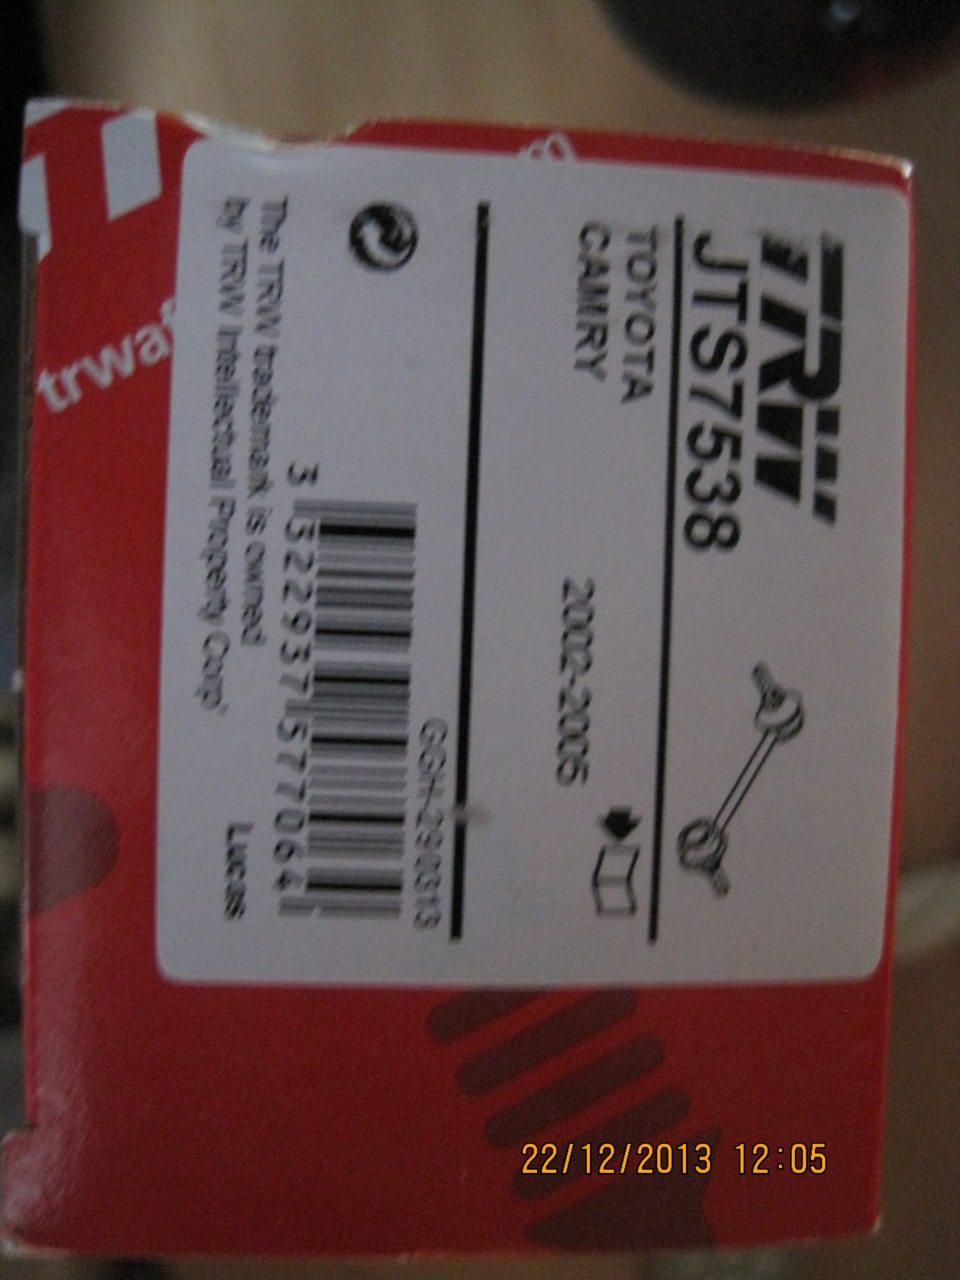 TRW
JTS7538
TOYOTA
CAMRY
2002-2005
GGH-290313
3 322937 577064
The TRW trademark is owned
by TRW Intellectual Property Corp'
Lucas
trwa
22/12/2013 12:05